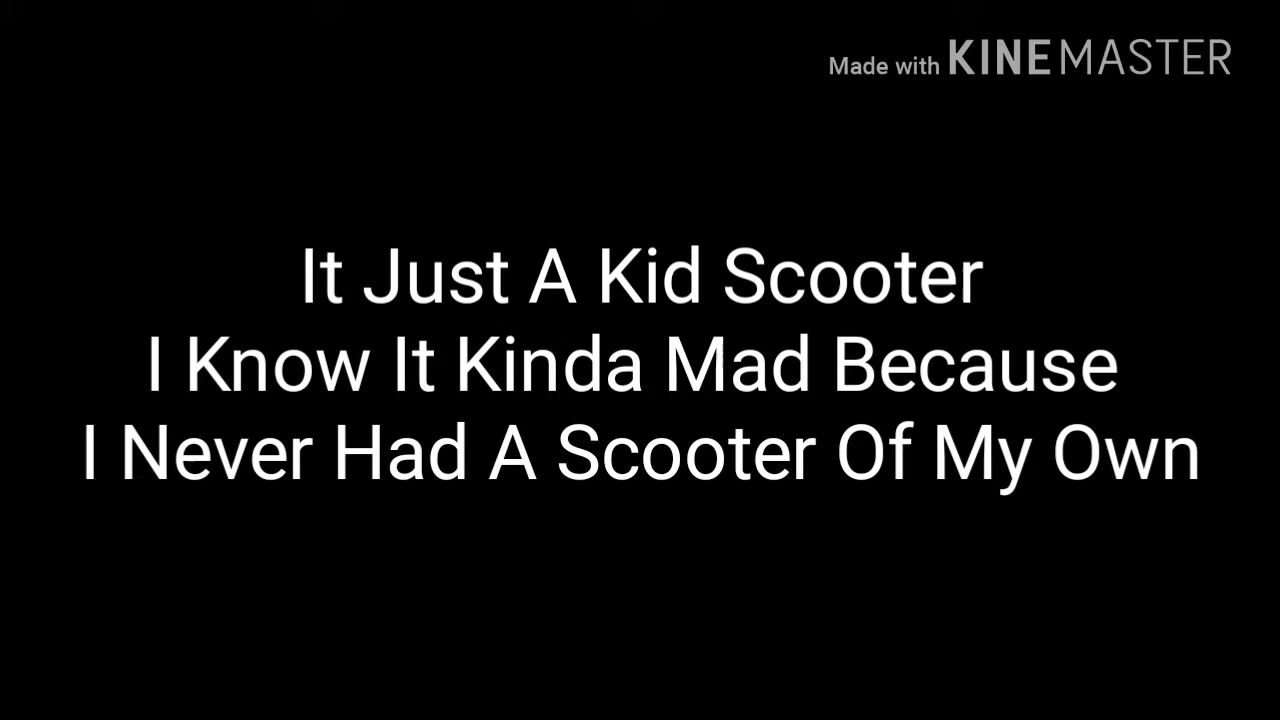 Made with KINEMASTER
It Just A Kid Scooter
I Know It Kinda Mad Because
I Never Had A Scooter Of My Own